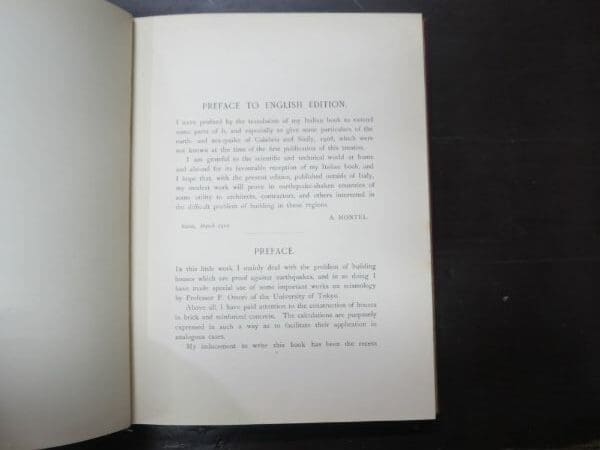 PREFACE TO ENGLISH EDITION.
I have profited by the translation of my Italian book to extend
some parts of it, and especially to give some particulars of the
earth- and sea-quake of Calabria and Sicily, 1908, which were
not known at the time of the first publication of this treatise.
I am grateful to the scientific and technical world at home
and abroad for its favourable reception of my Italian book, and
I hope that, with the present edition, published outside of Italy,
my modest work will prove in earthquake-shaken countries of
some utility to architects, contractors, and others interested in
the difficult problem of building in these regions.
A. MONTEL.
March
PREFACE.
In this little work I mainly deal with the problem of building
houses which are proof against earthquakes, and in so doing I
have made special use of some important works on seismology
by Professor F. Omori of the University of Tokyo.
Above all I have paid attention to the construction of houses
in brick and reinforced concrete. The calculations are purposely
expressed in such a way as to facilitate their application in
analogous cases.
My inducement to write this book has been the recent